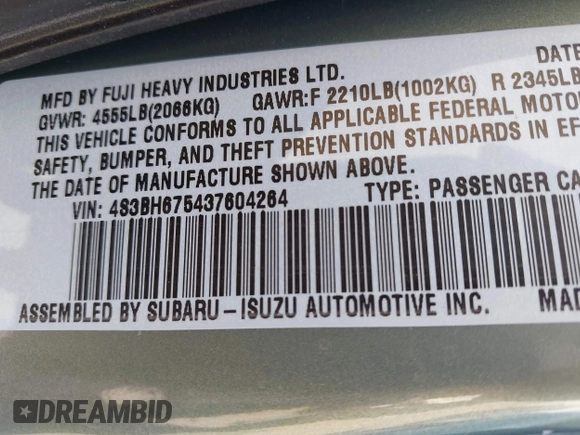 MFD BY FUJI HEAVY INDUSTRIES LTD. DATE
GVWR: 4555LB(2066KG) GAWR:F 2210LB(1002KG) R 2345LB
THIS VEHICLE CONFORMS TO ALL APPLICABLE FEDERAL MOTOR
SAFETY, BUMPER, AND THEFT PREVENTION STANDARDS IN EF
THE DATE OF MANUFACTURE SHOWN ABOVE.
VIN: 4S3BH675437604264 TYPE: PASSENGER CA
ASSEMBLED BY SUBARU-ISUZU AUTOMOTIVE INC. MAD
DREAMBID